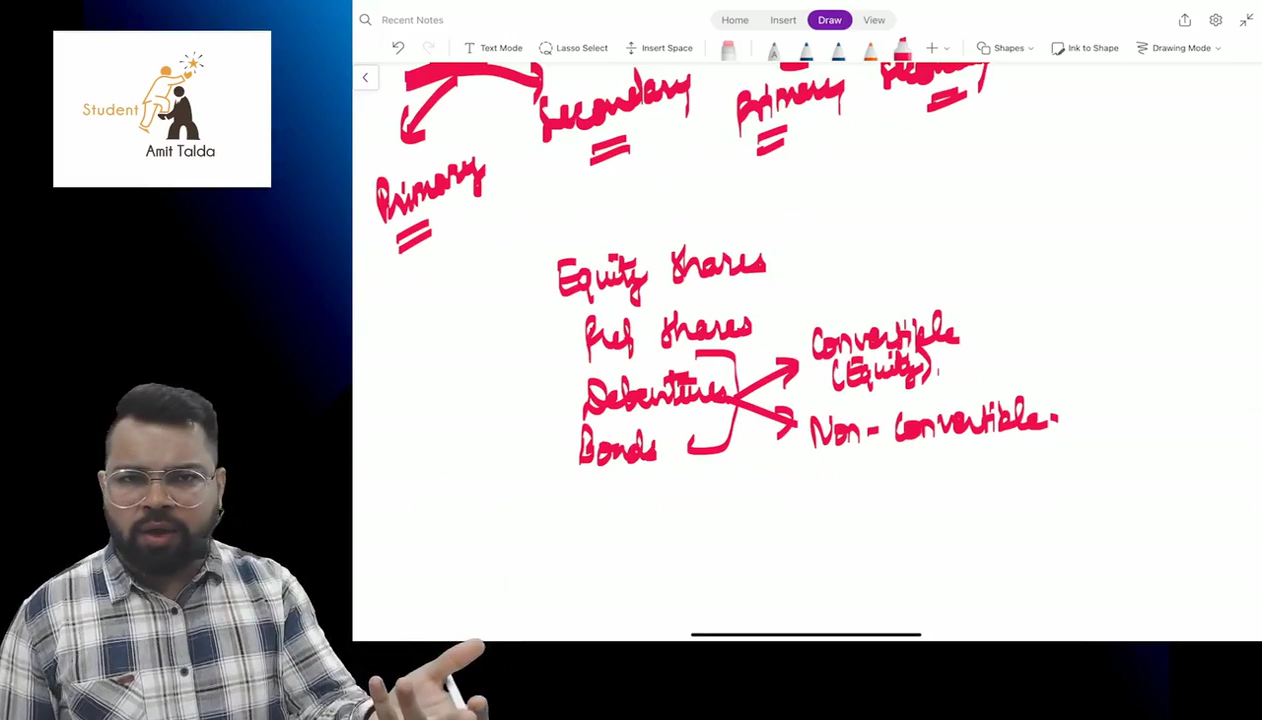 Recent Notes
Home Insert Draw View
Text Mode Lasso Select Insert Space Shapes Ink to Shape Drawing Mode
Student
Amit Talda
Secondary
Primary
Primary
Equity Shares
Pref Shares
Debentures
Bonds
Convertible
(Equity).
Non-Convertible.